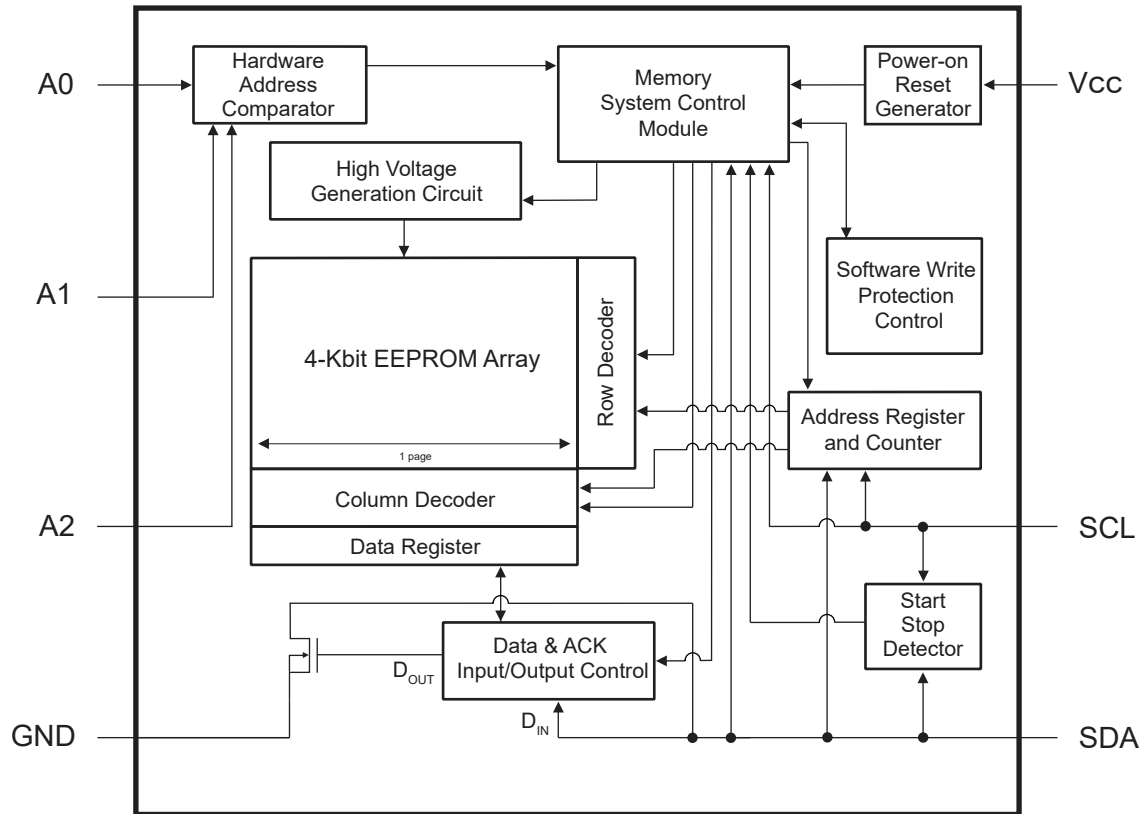 A0
Hardware
Address
Comparator
Memory
System Control
Module
Power-on
Reset
Generator
Vcc
High Voltage
Generation Circuit
A1
Software Write
Protection
Control
4-Kbit EEPROM Array
Row Decoder
1 page
Address Register
and Counter
Column Decoder
A2
SCL
Data Register
Start
Stop
Detector
Data & ACK
Input/Output Control
DOUT
DIN
GND
SDA